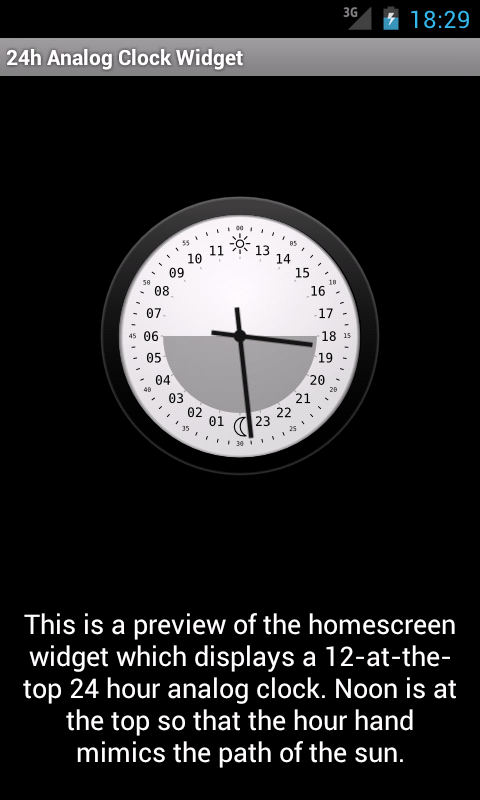 3G 18:29
24h Analog Clock Widget
00
55 05
11 13
10 14
09 15
50 10
08 16
07 17
45 06 18 15
05 19
04 20
40 20
03 21
02 22
01 23
35 25
30
This is a preview of the homescreen
widget which displays a 12-at-the-
top 24 hour analog clock. Noon is at
the top so that the hour hand
mimics the path of the sun.